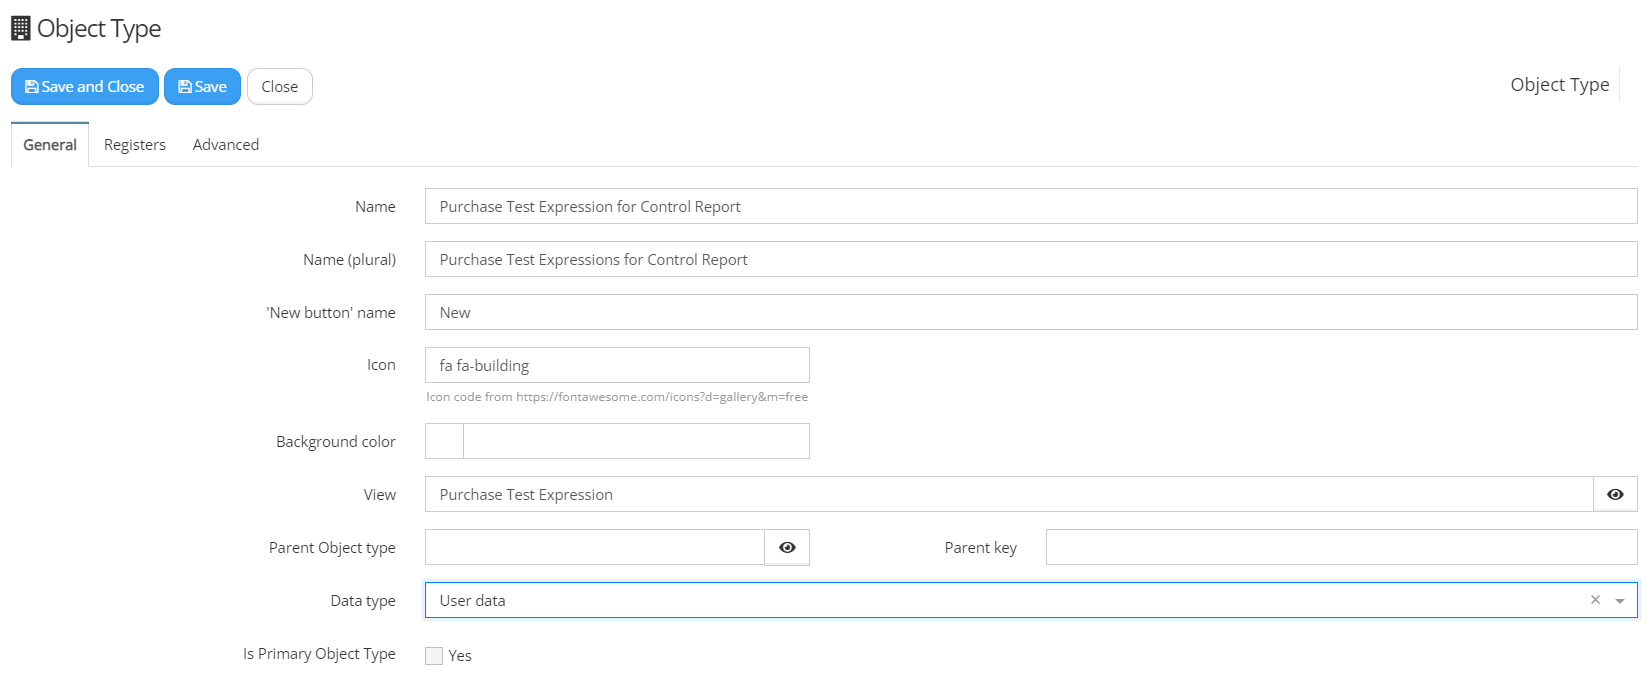 Object Type
Save and Close Save Close Object Type
General Registers Advanced
Name Purchase Test Expression for Control Report
Name (plural) Purchase Test Expressions for Control Report
'New button' name New
Icon fa fa-building
Icon code from https://fontawesome.com/icons?d=gallery&m=free
Background color
View Purchase Test Expression
Parent Object type Parent key
Data type User data ×
Is Primary Object Type Yes